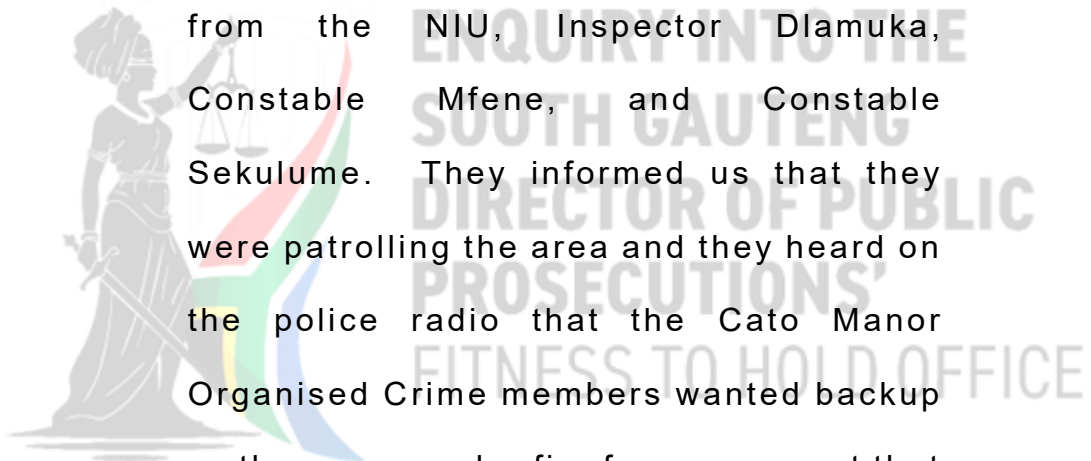 from the NIU, Inspector Dlamuka,
Constable Mfene, and Constable
Sekulume. They informed us that they
were patrolling the area and they heard on
the police radio that the Cato Manor
Organised Crime members wanted backup
ENQUIRY INTO THE
SOUTH GAUTENG
DIRECTOR OF PUBLIC
PROSECUTIONS'
FITNESS TO HOLD OFFICE